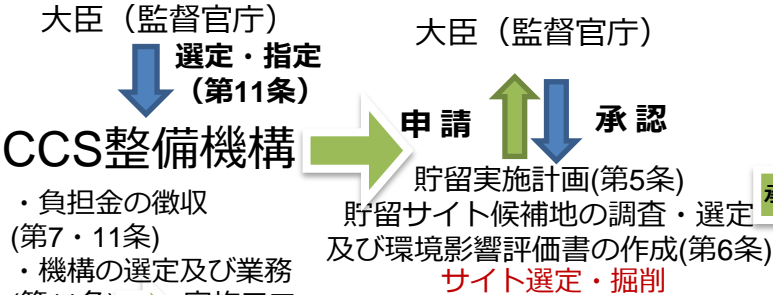 大臣（監督官庁）
選定・指定
（第11条）
CCS整備機構
・負担金の徴収
(第7・11条)
・機構の選定及び業務
大臣（監督官庁）
申 請
承 認
貯留実施計画(第5条)
貯留サイト候補地の調査・選定
及び環境影響評価書の作成(第6条)
サイト選定・掘削